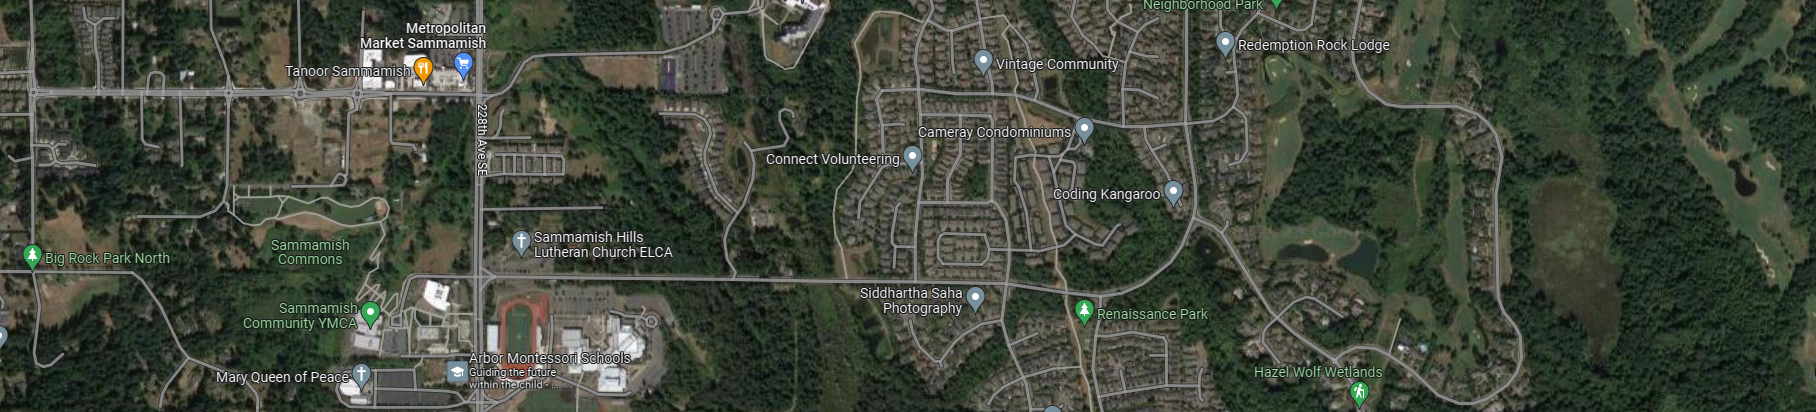 Neighborhood Park
Metropolitan
Market Sammamish
Tanoor Sammamish
Redemption Rock Lodge
Vintage Community
228th Ave SE
Cameray Condominiums
Connect Volunteering
Coding Kangaroo
Sammamish
Commons
Sammamish Hills
Lutheran Church ELCA
Big Rock Park North
Sammamish
Community YMCA
Siddhartha Saha
Photography
Renaissance Park
Arbor Montessori Schools
Guiding the future
within the child - ...
Mary Queen of Peace
Hazel Wolf Wetlands